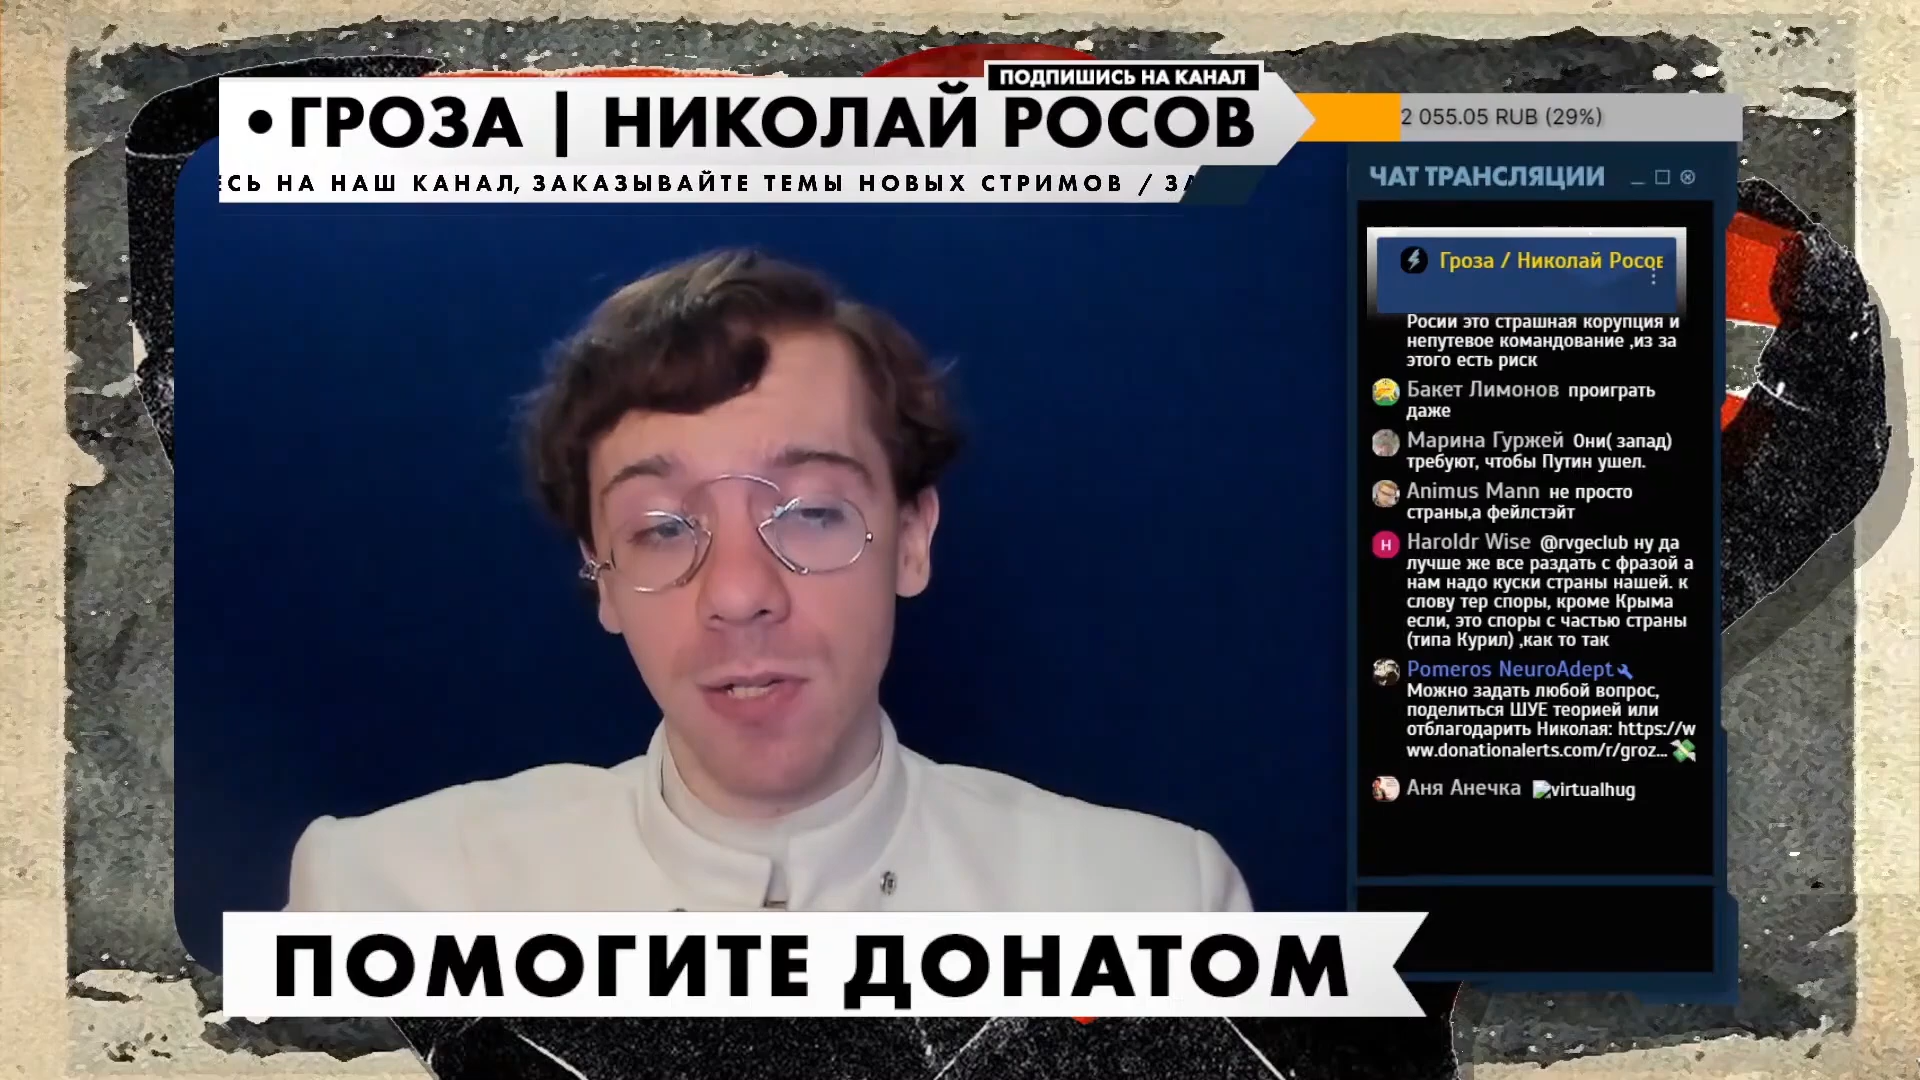 ПОДПИШИСЬ НА КАНАЛ
• ГРОЗА | НИКОЛАЙ РОСОВ
СЬ НА НАШ КАНАЛ, ЗАКАЗЫВАЙТЕ ТЕМЫ НОВЫХ СТРИМОВ /
2 055.05 RUB (29%)
ЧАТ ТРАНСЛЯЦИИ
Гроза / Николай Росов
Росии это страшная корупция и
непутевое командование ,из за
этого есть риск
Бакет Лимонов проиграть
даже
Марина Гуржей Они( запад)
требуют, чтобы Путин ушел.
Animus Mann не просто
страны,а фейлстэйт
H Haroldr Wise @rvgeclub ну да
лучше же все раздать с фразой а
нам надо куски страны нашей. к
слову тер споры, кроме Крыма
если, это споры с частью страны
(типа Курил) ,как то так
Pomeros NeuroAdept
Можно задать любой вопрос,
поделиться ШУЕ теорией или
отблагодарить Николая: https://w
ww.donationalerts.com/r/groz...
Аня Анечка virtualhug
ПОМОГИТЕ ДОНАТОМ